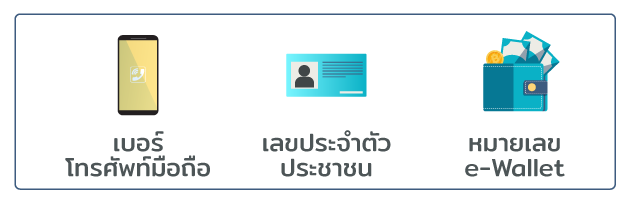 เบอร์
โทรศัพท์มือถือ
เลขประจำตัว
ประชาชน
หมายเลข
e-Wallet